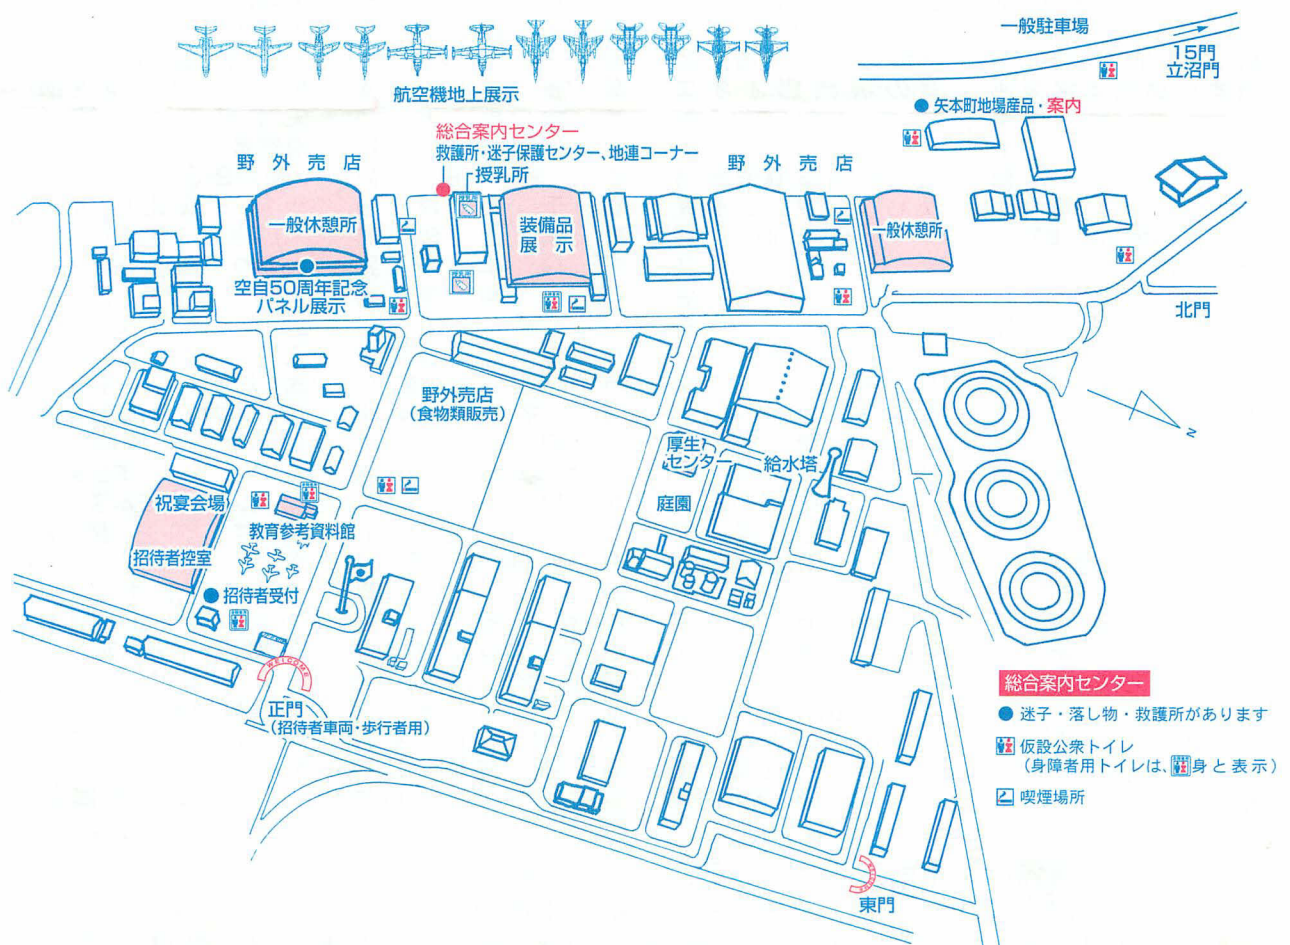 一般駐車場
15門
立沼門
航空機地上展示
矢本町地場産品・案内
総合案内センター
救護所・迷子保護センター、地連コーナー
授乳所
野外売店
野外売店
一般休憩所
装備品
展示
一般休憩所
空自50周年記念
パネル展示
北門
野外売店
(食物類販売)
厚生
センター
給水塔
N
庭園
祝宴会場
教育参考資料館
招待者控室
招待者受付
WELCOME
正門
(招待者車両・歩行者用)
総合案内センター
迷子・落し物・救護所があります
仮設公衆トイレ
(身障者用トイレは、身と表示)
喫煙場所
東門